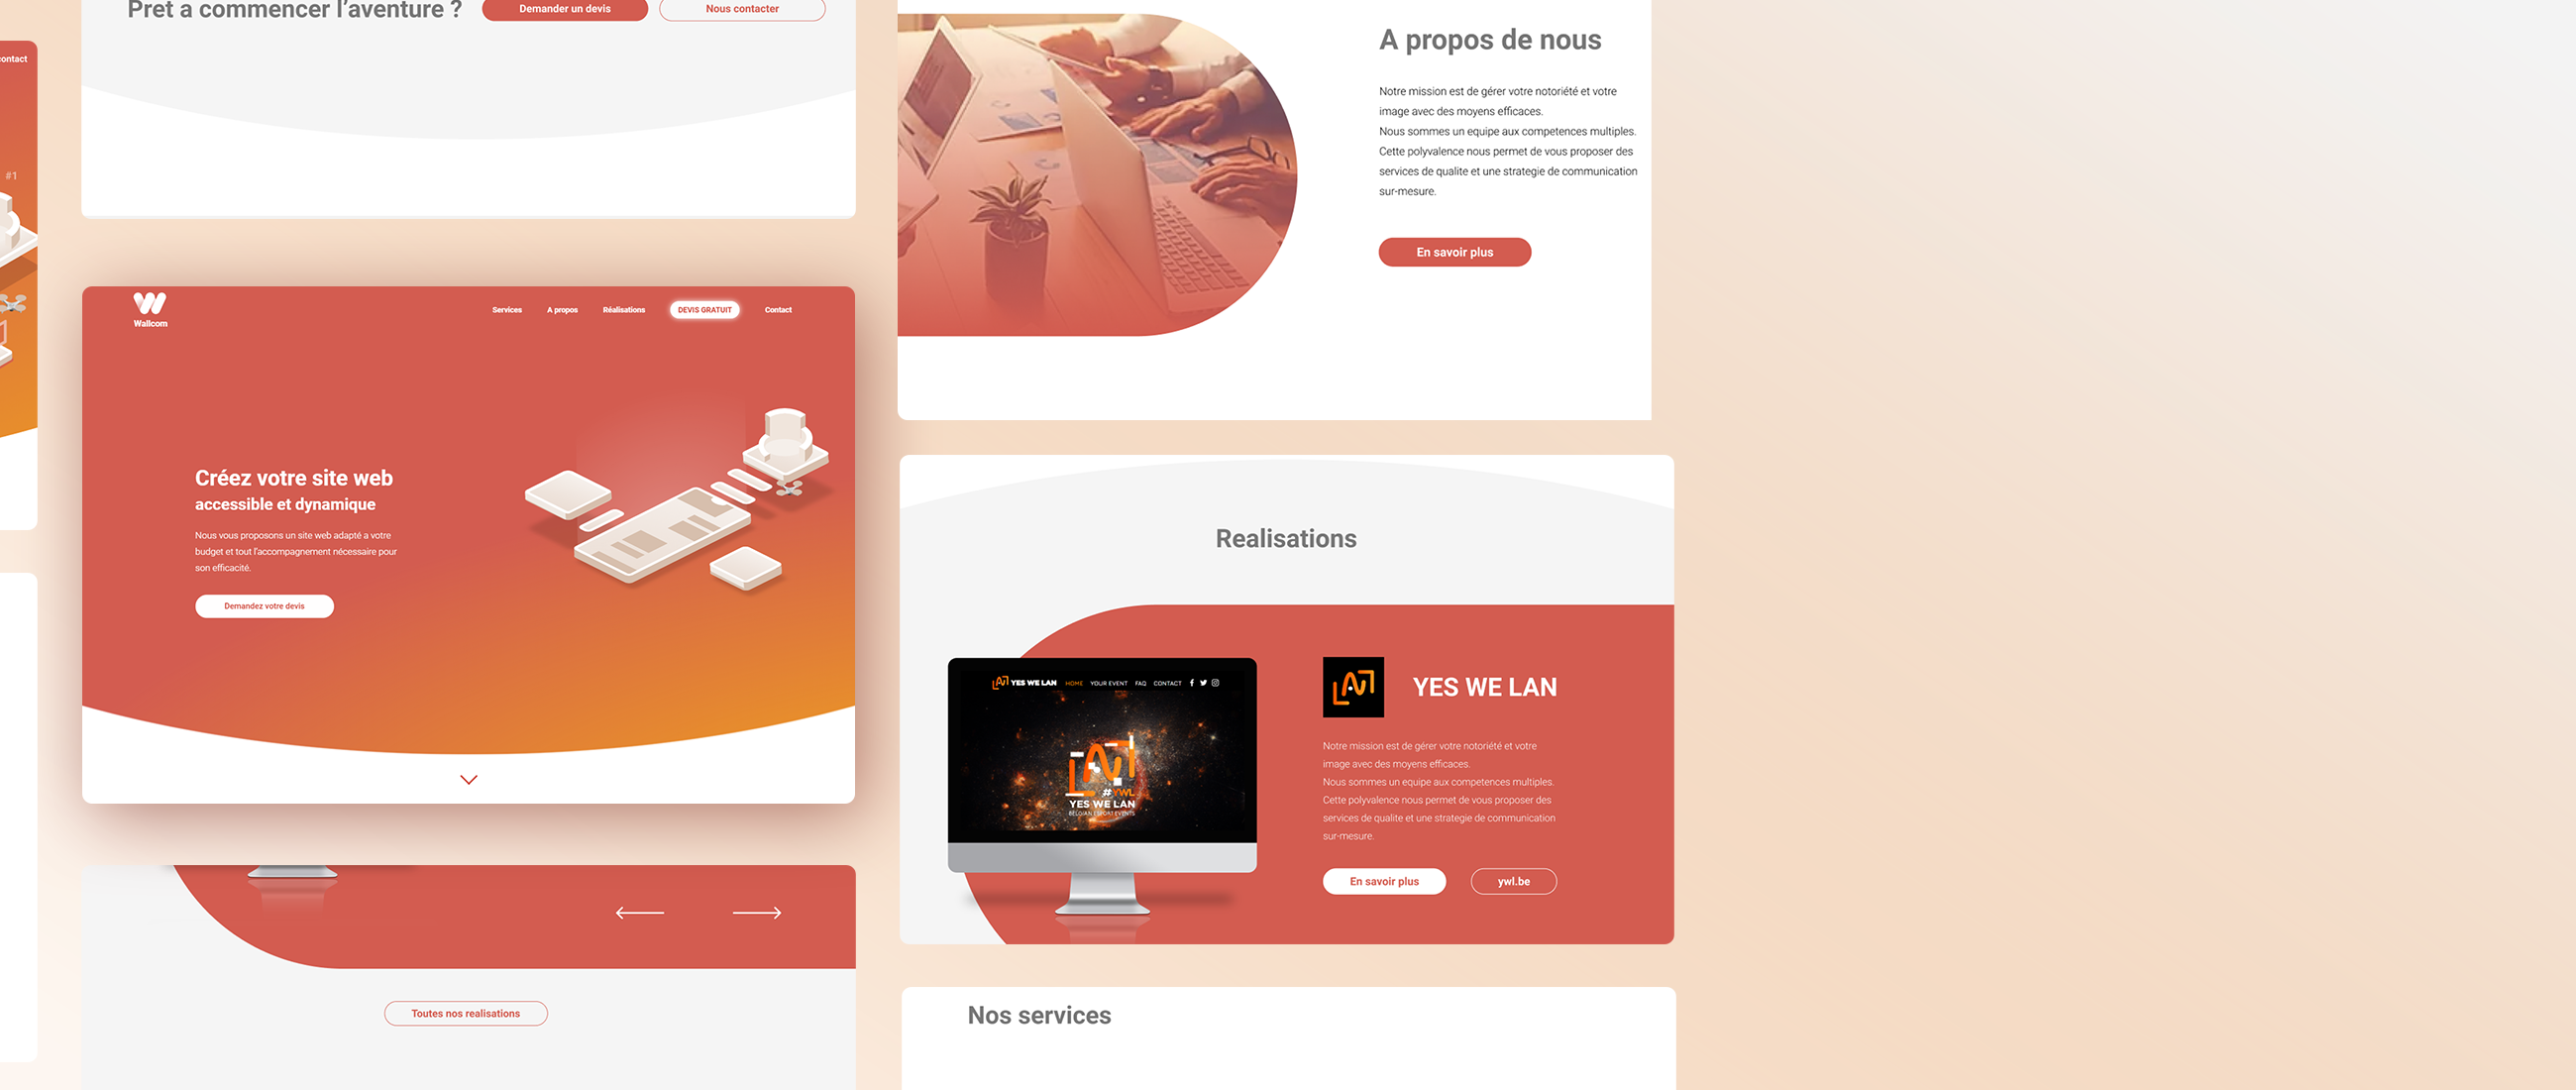 contact
#1
Pret a commencer l’aventure ?
Demander un devis
Nous contacter
Wallcom
Services
A propos
Réalisations
DEVIS GRATUIT
Contact
Créez votre site web
accessible et dynamique
Nous vous proposons un site web adapté a votre
budget et tout l'accompagnement nécessaire pour
son efficacité.
Demandez votre devis
Toutes nos realisations
A propos de nous
Notre mission est de gérer votre notoriété et votre
image avec des moyens efficaces.
Nous sommes un equipe aux competences multiples.
Cette polyvalence nous permet de vous proposer des
services de qualite et une strategie de communication
sur-mesure.
En savoir plus
Realisations
YES WE LAN
HOME
YOUR EVENT
FAQ
CONTACT
#YWL
YES WE LAN
BELGIAN ESPORT EVENTS
YES WE LAN
Notre mission est de gérer votre notoriété et votre
image avec des moyens efficaces.
Nous sommes un equipe aux competences multiples.
Cette polyvalence nous permet de vous proposer des
services de qualite et une strategie de communication
sur-mesure.
En savoir plus
ywl.be
Nos services